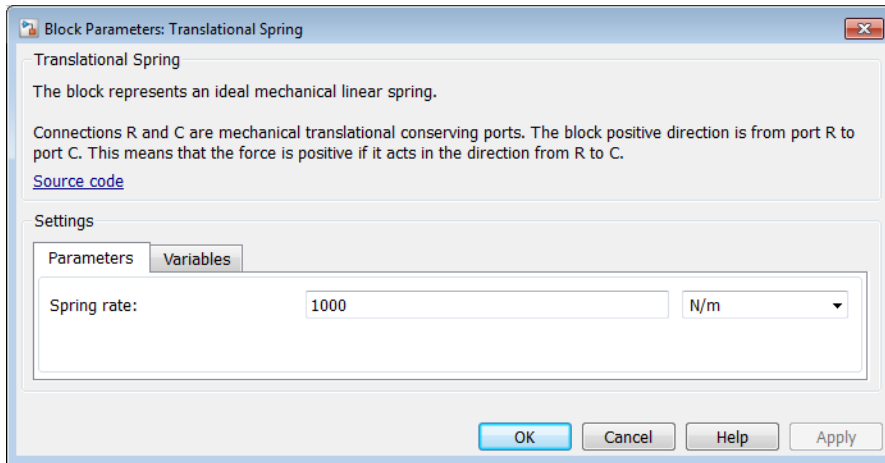 Block Parameters: Translational Spring
Translational Spring
The block represents an ideal mechanical linear spring.
Connections R and C are mechanical translational conserving ports. The block positive direction is from port R to
port C. This means that the force is positive if it acts in the direction from R to C.
Source code
Settings
Parameters Variables
Spring rate: 1000 N/m
OK Cancel Help Apply